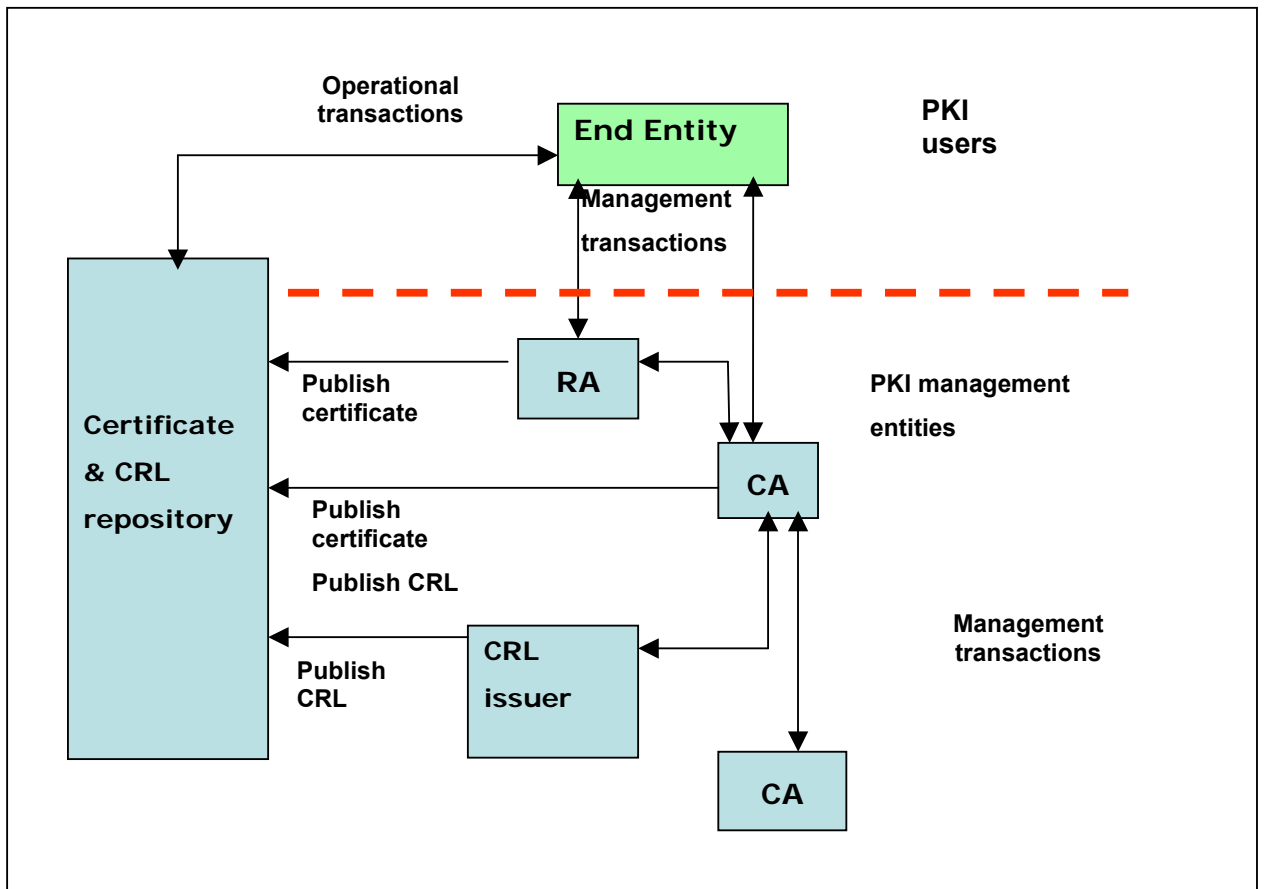 Operational
transactions
End Entity
PKI
users
Management
transactions
RA
Publish
certificate
PKI management
entities
Certificate
& CRL
repository
CA
Publish
certificate
Publish CRL
CRL
issuer
Publish
CRL
Management
transactions
CA